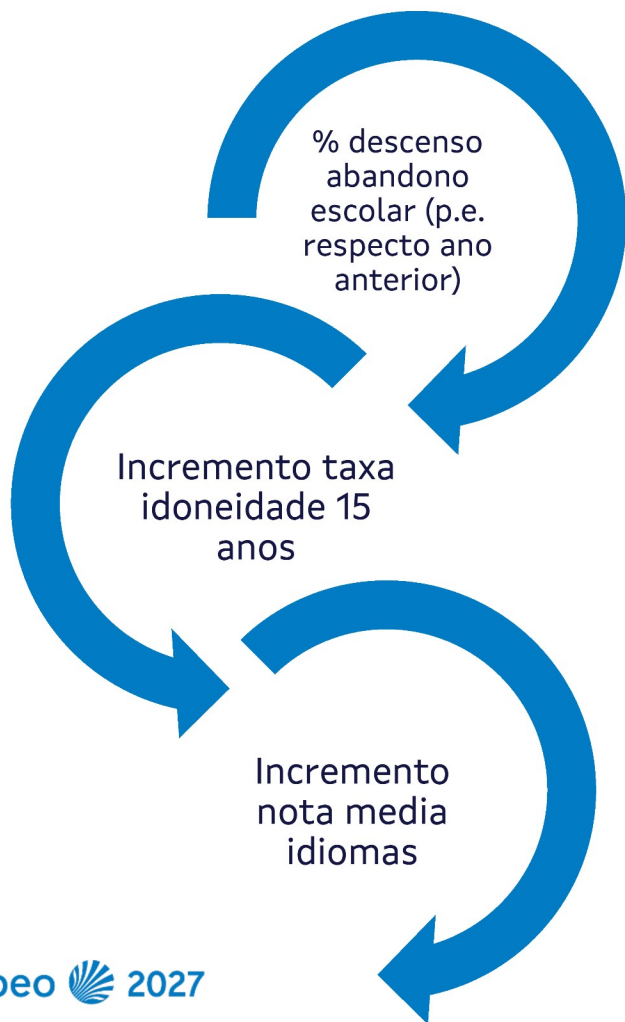 % descenso
abandono
escolar (p.e.
respecto ano
anterior)
Incremento taxa
idoneidade 15
anos
Incremento
nota media
idiomas
2027